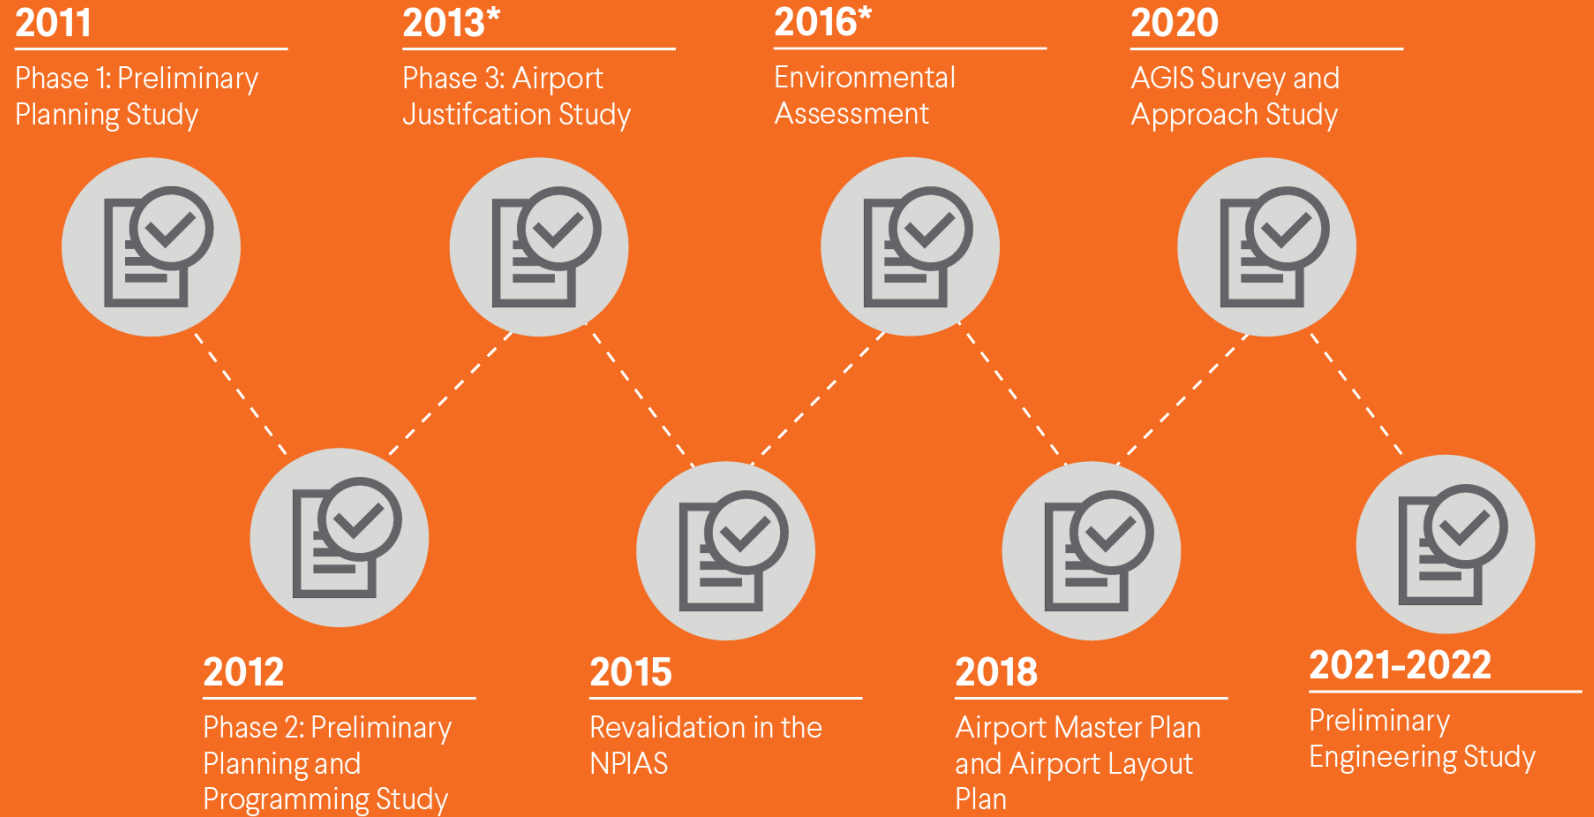 2011
Phase 1: Preliminary
Planning Study
2012
Phase 2: Preliminary
Planning and
Programming Study
2013*
Phase 3: Airport
Justifcation Study
2015
Revalidation in the
NPIAS
2016*
Environmental
Assessment
2018
Airport Master Plan
and Airport Layout
Plan
2020
AGIS Survey and
Approach Study
2021-2022
Preliminary
Engineering Study